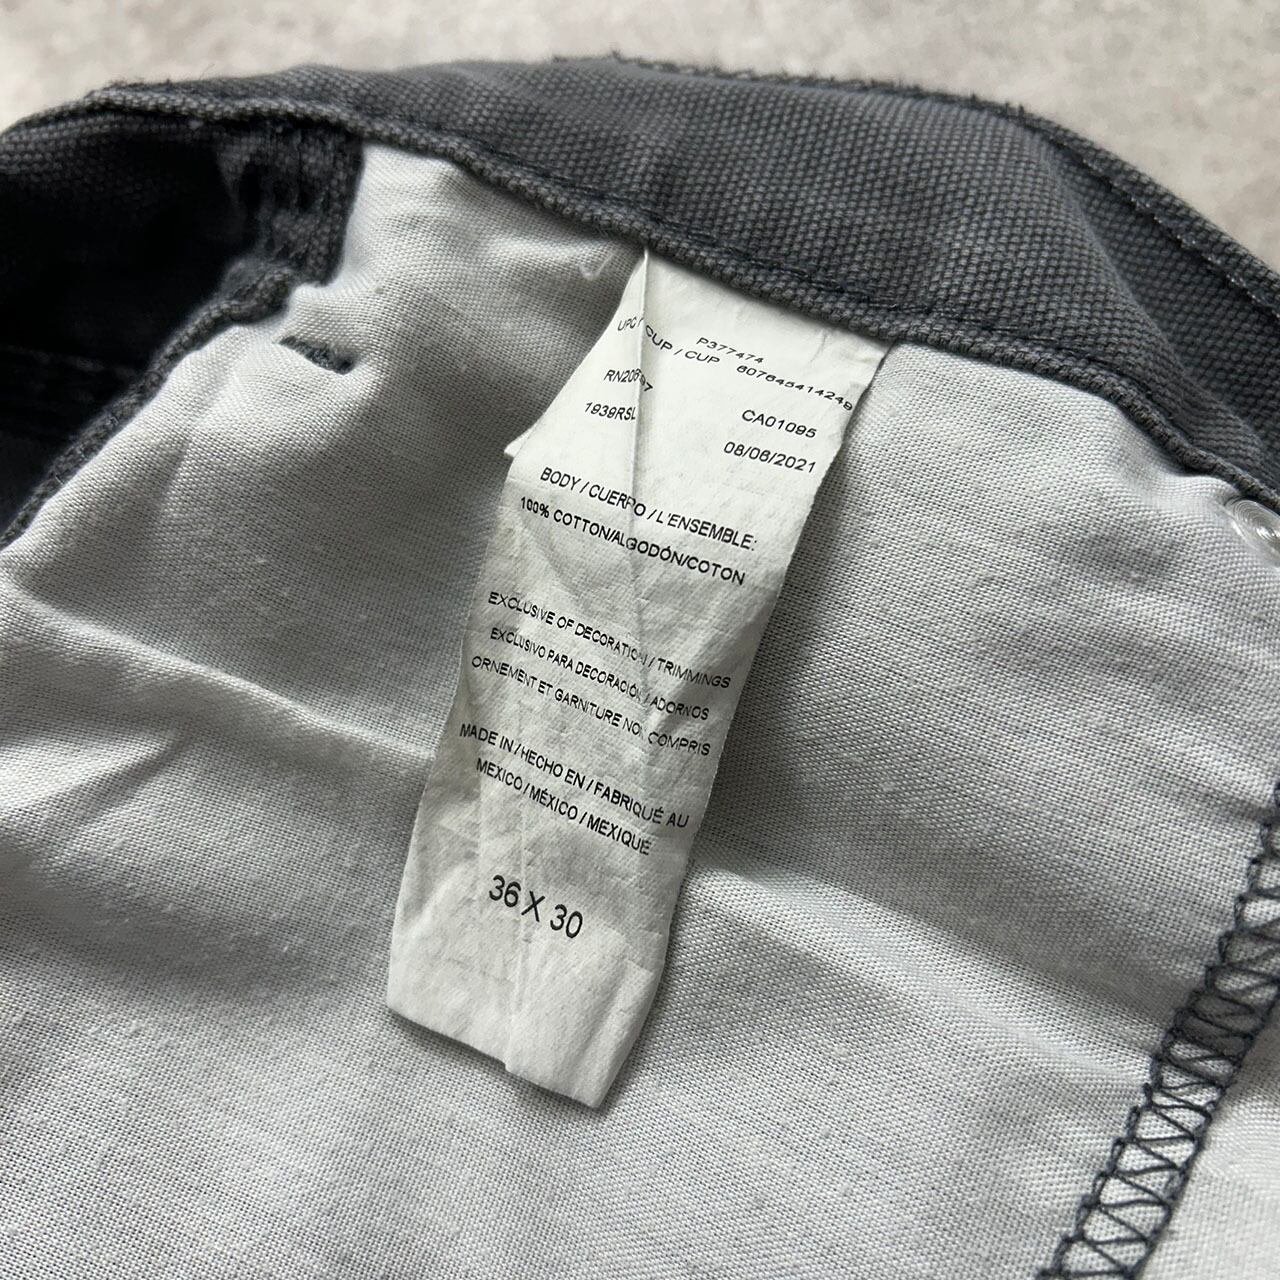 P377474
UPC / CUP / CUP 607645414249
RN20697 CA01095
1939RSL 08/06/2021
BODY / CUERPO / L'ENSEMBLE:
100% COTTON/ALGODÓN/COTON
EXCLUSIVE OF DECORATION / TRIMMINGS
EXCLUSIVO PARA DECORACIÓN / ADORNOS
ORNEMENT ET GARNITURE NON COMPRIS
MADE IN / HECHO EN / FABRIQUÉ AU
MEXICO / MÉXICO / MEXIQUE
36 X 30